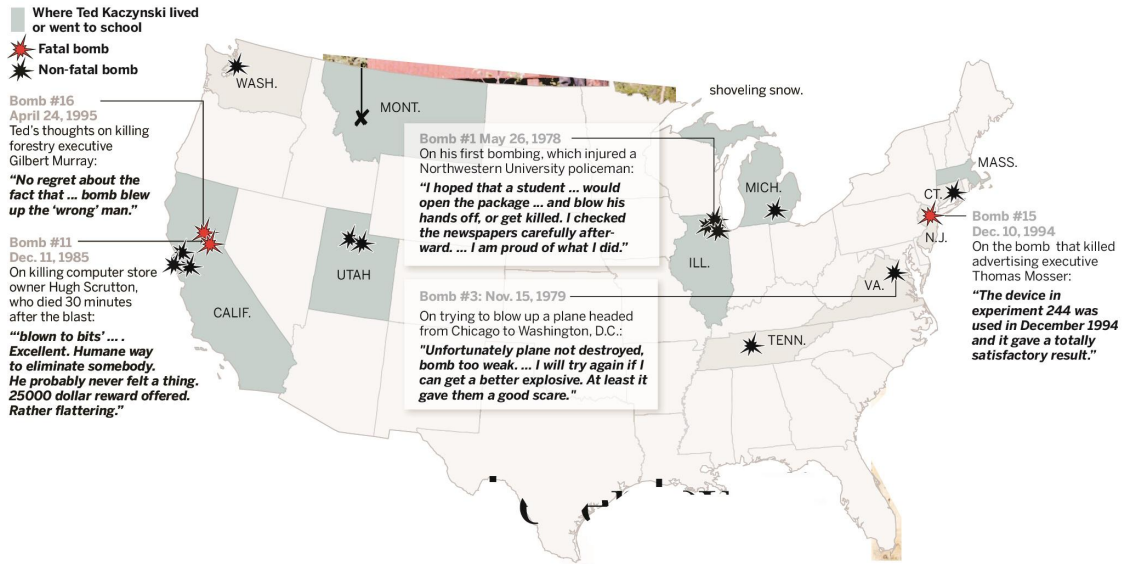 Where Ted Kaczynski lived
or went to school
Fatal bomb
Non-fatal bomb
Bomb #16
April 24, 1995
Ted's thoughts on killing
forestry executive
Gilbert Murray:
“No regret about the
fact that ... bomb blew
up the ‘wrong’ man.”
Bomb #11
Dec. 11, 1985
On killing computer store
owner Hugh Scrutton,
who died 30 minutes
after the blast:
“‘blown to bits’ ... .
Excellent. Humane way
to eliminate somebody.
He probably never felt a thing.
25000 dollar reward offered.
Rather flattering.”
WASH.
MONT.
shoveling snow.
Bomb #1 May 26, 1978
On his first bombing, which injured a
Northwestern University policeman:
“I hoped that a student ... would
open the package ... and blow his
hands off, or get killed. I checked
the newspapers carefully after-
ward. ... I am proud of what I did.”
Bomb #3: Nov. 15, 1979
On trying to blow up a plane headed
from Chicago to Washington, D.C.:
"Unfortunately plane not destroyed,
bomb too weak. ... I will try again if I
can get a better explosive. At least it
gave them a good scare."
UTAH
CALIF.
ILL.
MICH.
MASS.
CT.
N.J.
VA.
TENN.
Bomb #15
Dec. 10, 1994
On the bomb that killed
advertising executive
Thomas Mosser:
“The device in
experiment 244 was
used in December 1994
and it gave a totally
satisfactory result.”